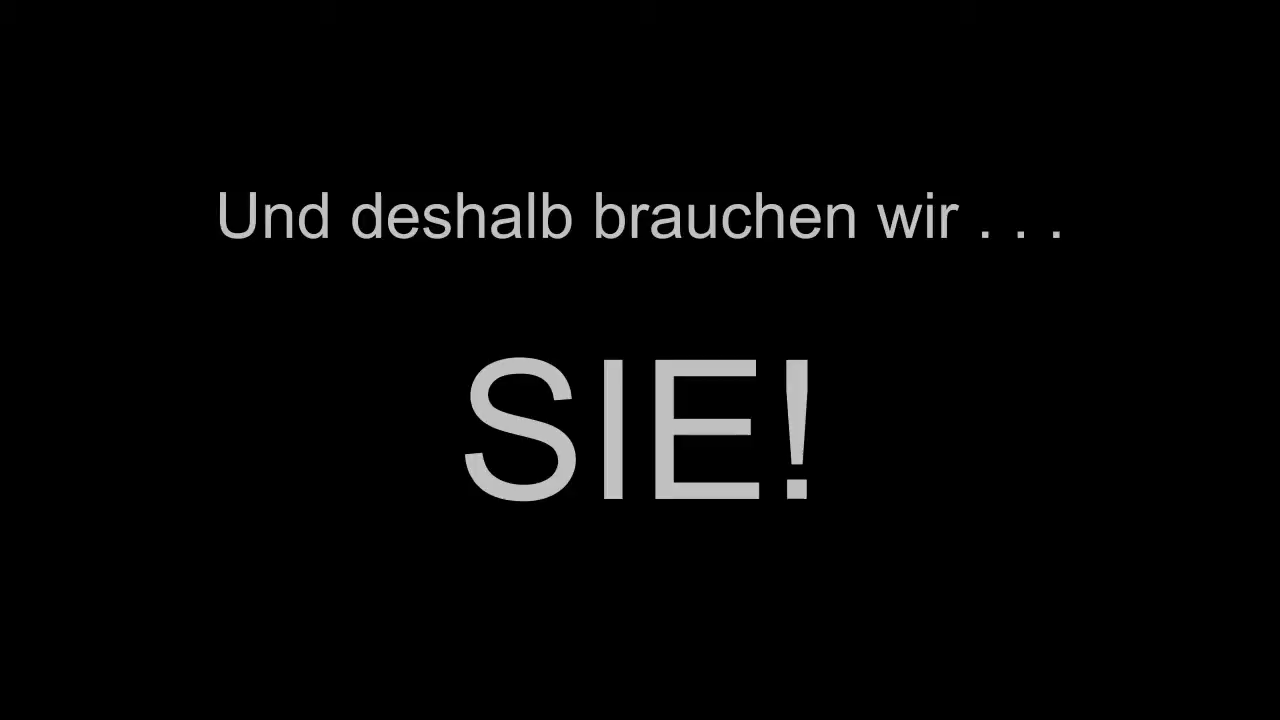 Und deshalb brauchen wir . . .
SIE!